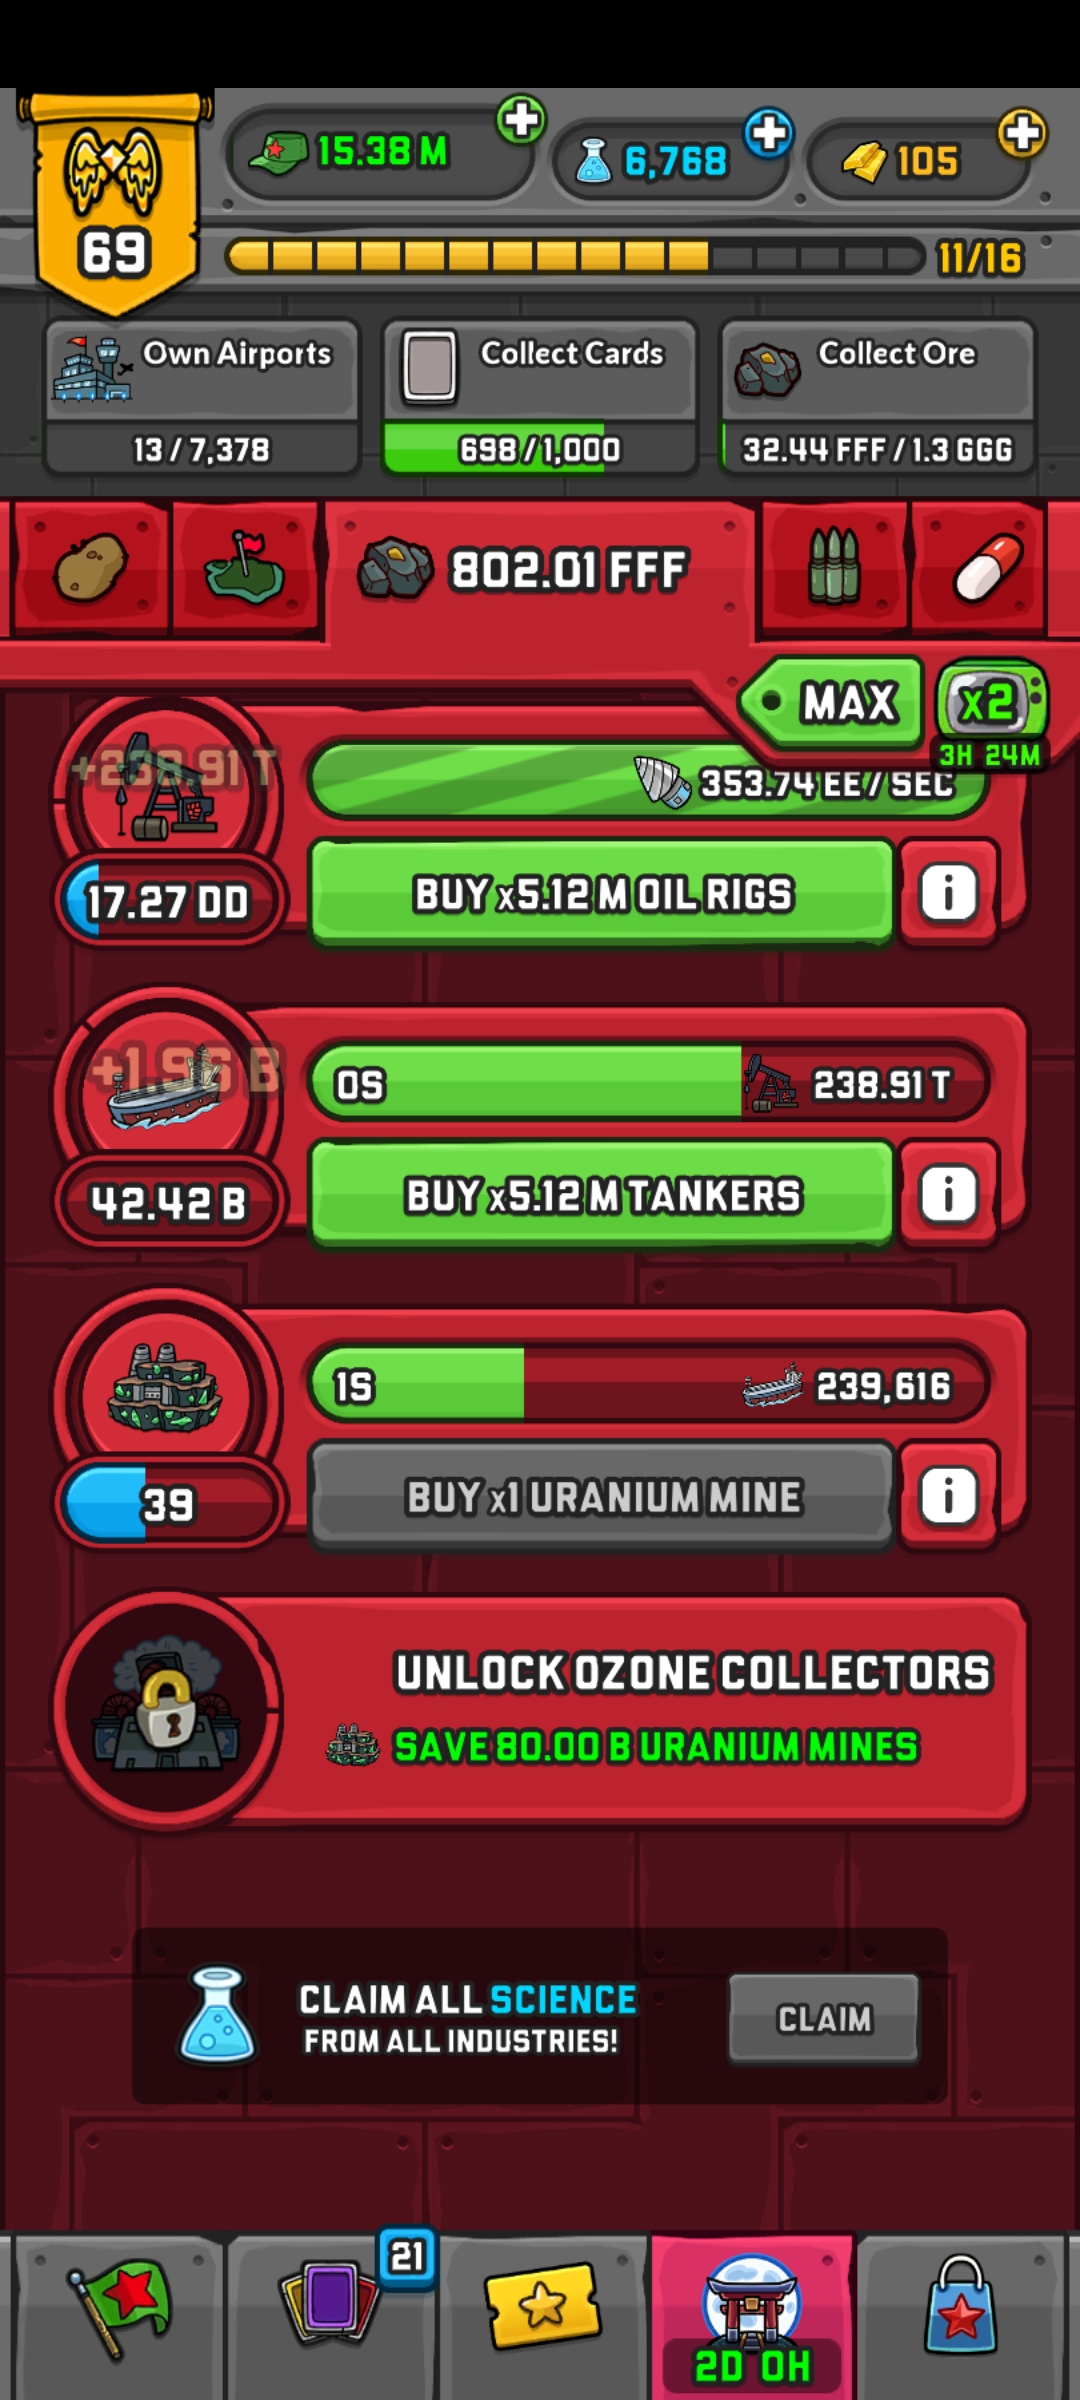 15.38 M
6,768
105
69
11/16
Own Airports
13 / 7,378
Collect Cards
698 / 1,000
Collect Ore
32.44 FFF / 1.3 GGG
802.01 FFF
MAX
x2
3H 24M
+238.91 T
353.74 EE / SEC
17.27 DD
BUY x5.12 M OIL RIGS
i
+1.96 B
0S
238.91 T
42.42 B
BUY x5.12 M TANKERS
i
1S
239,616
39
BUY x1 URANIUM MINE
i
UNLOCK OZONE COLLECTORS
SAVE 80.00 B URANIUM MINES
CLAIM ALL SCIENCE
FROM ALL INDUSTRIES!
CLAIM
21
2D 0H